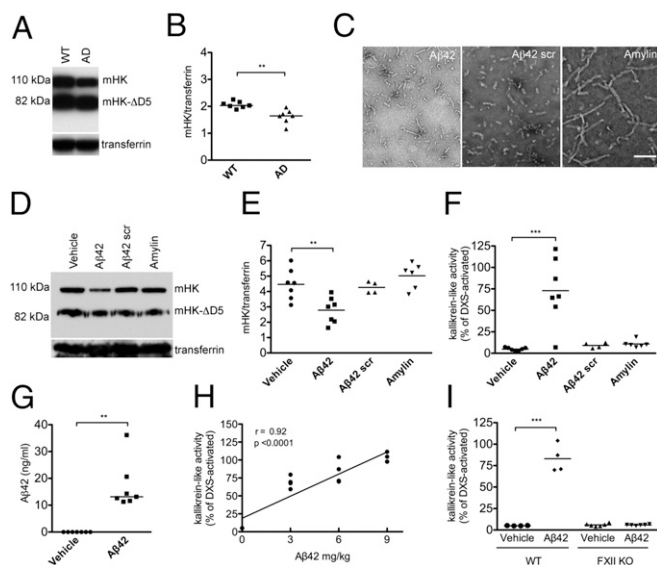 A
WT
AD
110 kDa
mHK
82 kDa
mHK-ΔD5
transferrin
B
mHK/transferrin
4
3
2
1
0
**
WT
AD
C
Aβ42
Aβ42 scr
Amylin
D
Vehicle
Aβ42
Aβ42 scr
Amylin
110 kDa
mHK
82 kDa
mHK-ΔD5
transferrin
E
mHK/transferrin
7
6
5
4
3
2
1
0
**
Vehicle
Aβ42
Aβ42 scr
Amylin
F
kallikrein-like activity
(% of DXS-activated)
125
100
75
50
25
0
***
Vehicle
Aβ42
Aβ42 scr
Amylin
G
Aβ42 (ng/ml)
40
30
20
10
0
**
Vehicle
Aβ42
H
kallikrein-like activity
(% of DXS-activated)
125
100
75
50
25
0
r = 0.92
p <0.0001
0
3
6
9
Aβ42 mg/kg
I
kallikrein-like activity
(% of DXS-activated)
125
100
75
50
25
0
***
Vehicle
Aβ42
Vehicle
Aβ42
WT
FXII KO